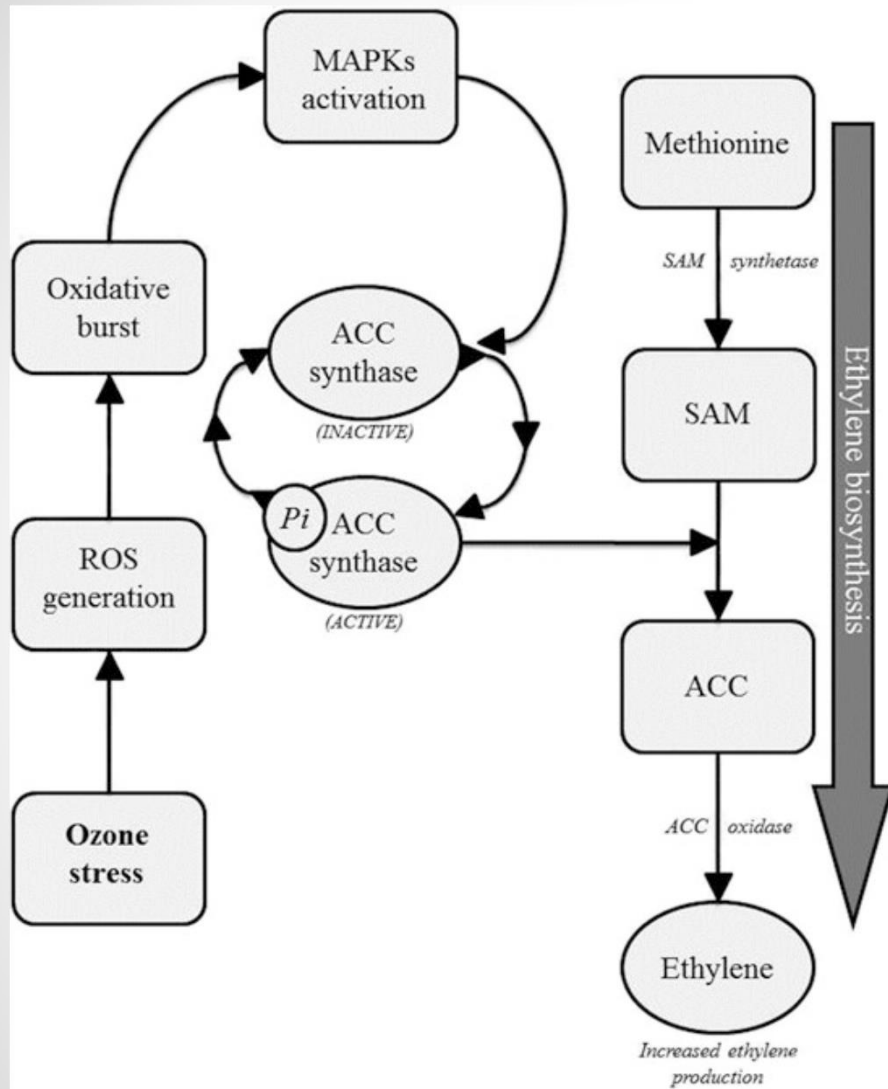 MAPKs
activation
Methionine
SAM synthetase
Oxidative
burst
ACC
synthase
(INACTIVE)
SAM
Pi
ACC
synthase
(ACTIVE)
ROS
generation
ACC
ACC oxidase
Ozone
stress
Ethylene
Increased ethylene
production
Ethylene biosynthesis